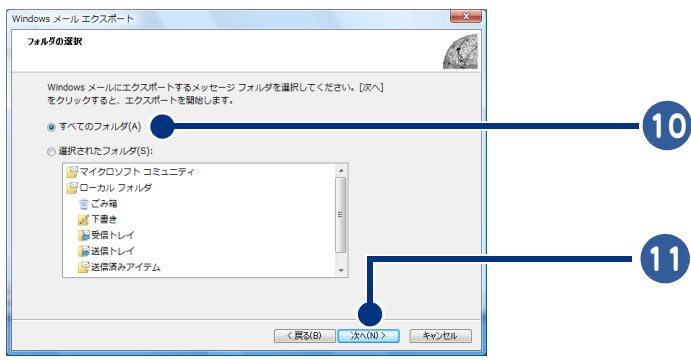 Windows メール エクスポート
フォルダの選択
Windows メールにエクスポートするメッセージ フォルダを選択してください。[次へ]
をクリックすると、エクスポートを開始します。
すべてのフォルダ(A)
10
選択されたフォルダ(S):
マイクロソフト コミュニティ
ローカル フォルダ
ごみ箱
下書き
受信トレイ
送信トレイ
送信済みアイテム
11
< 戻る(B)
次へ(N) >
キャンセル